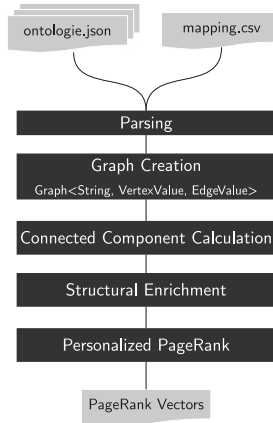 ontologie.json
mapping.csv
Parsing
Graph Creation
Graph<String, VertexValue, EdgeValue>
Connected Component Calculation
Structural Enrichment
Personalized PageRank
PageRank Vectors